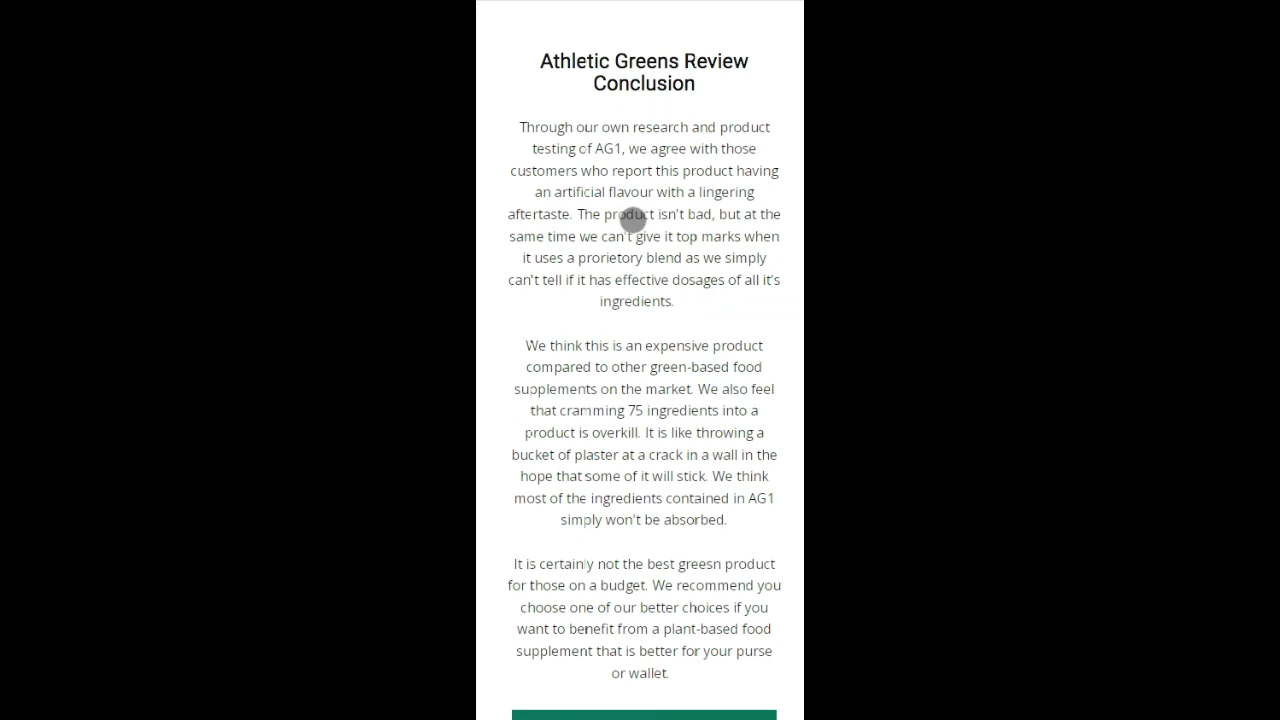 Athletic Greens Review
Conclusion
Through our own research and product
testing of AG1, we agree with those
customers who report this product having
an artificial flavour with a lingering
aftertaste. The product isn't bad, but at the
same time we can't give it top marks when
it uses a prorietory blend as we simply
can't tell if it has effective dosages of all it's
ingredients.
We think this is an expensive product
compared to other green-based food
supplements on the market. We also feel
that cramming 75 ingredients into a
product is overkill. It is like throwing a
bucket of plaster at a crack in a wall in the
hope that some of it will stick. We think
most of the ingredients contained in AG1
simply won't be absorbed.
It is certainly not the best greesn product
for those on a budget. We recommend you
choose one of our better choices if you
want to benefit from a plant-based food
supplement that is better for your purse
or wallet.